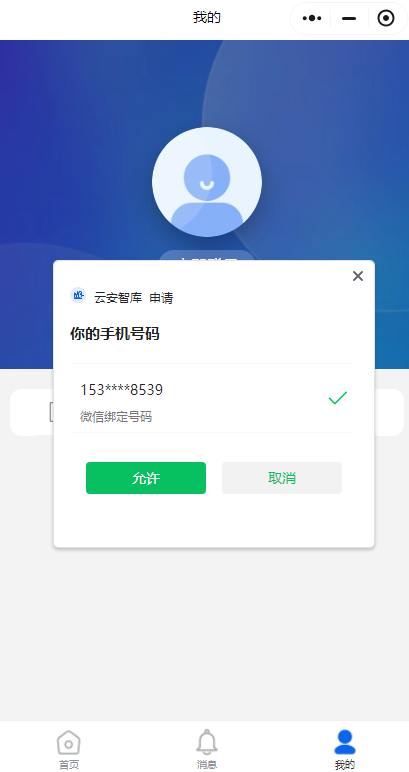 我的
云安智库 申请
你的手机号码
153****8539
微信绑定号码
允许
取消
首页
消息
我的